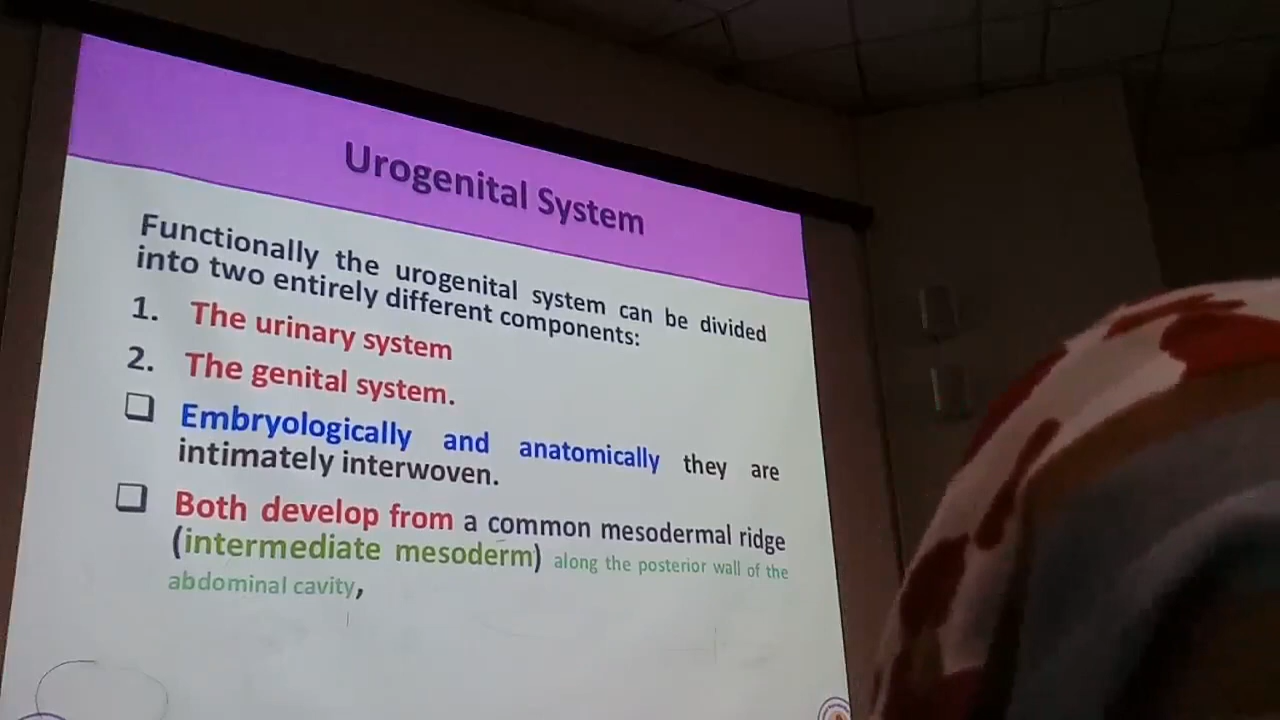 Urogenital System
Functionally the urogenital system can be divided
into two entirely different components:
1. The urinary system
2. The genital system.
❑ Embryologically and anatomically they are
intimately interwoven.
❑ Both develop from a common mesodermal ridge
(intermediate mesoderm) along the posterior wall of the
abdominal cavity,